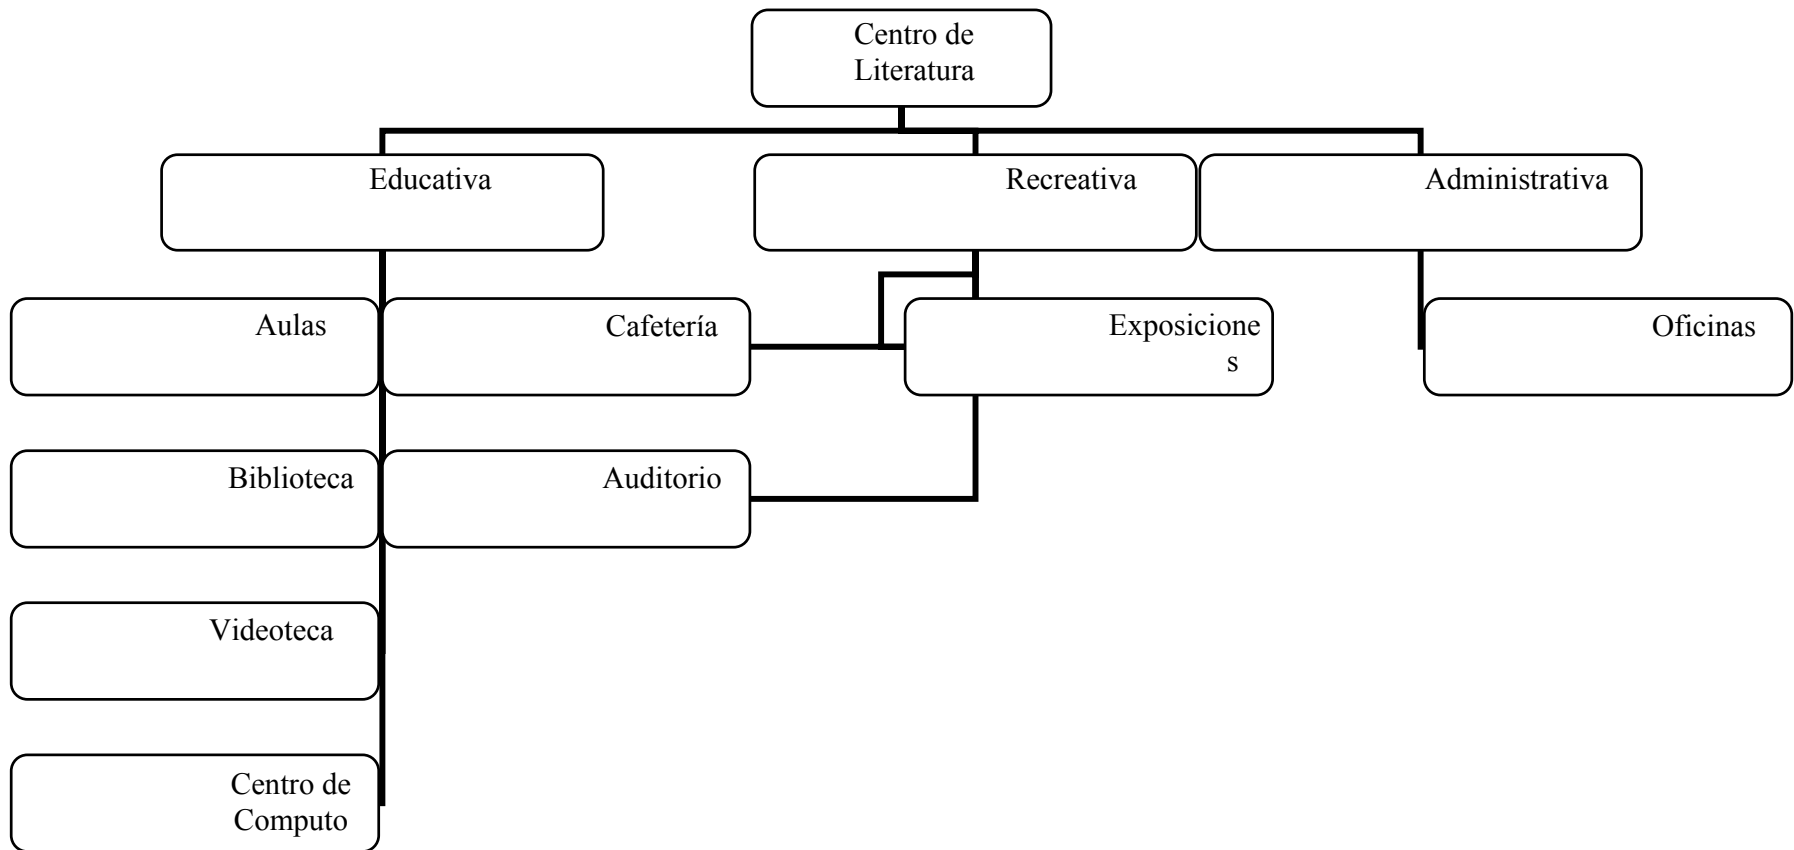 Centro de
Literatura
Educativa
Recreativa
Administrativa
Aulas
Cafetería
Exposicione
s
Oficinas
Biblioteca
Auditorio
Videoteca
Centro de
Computo